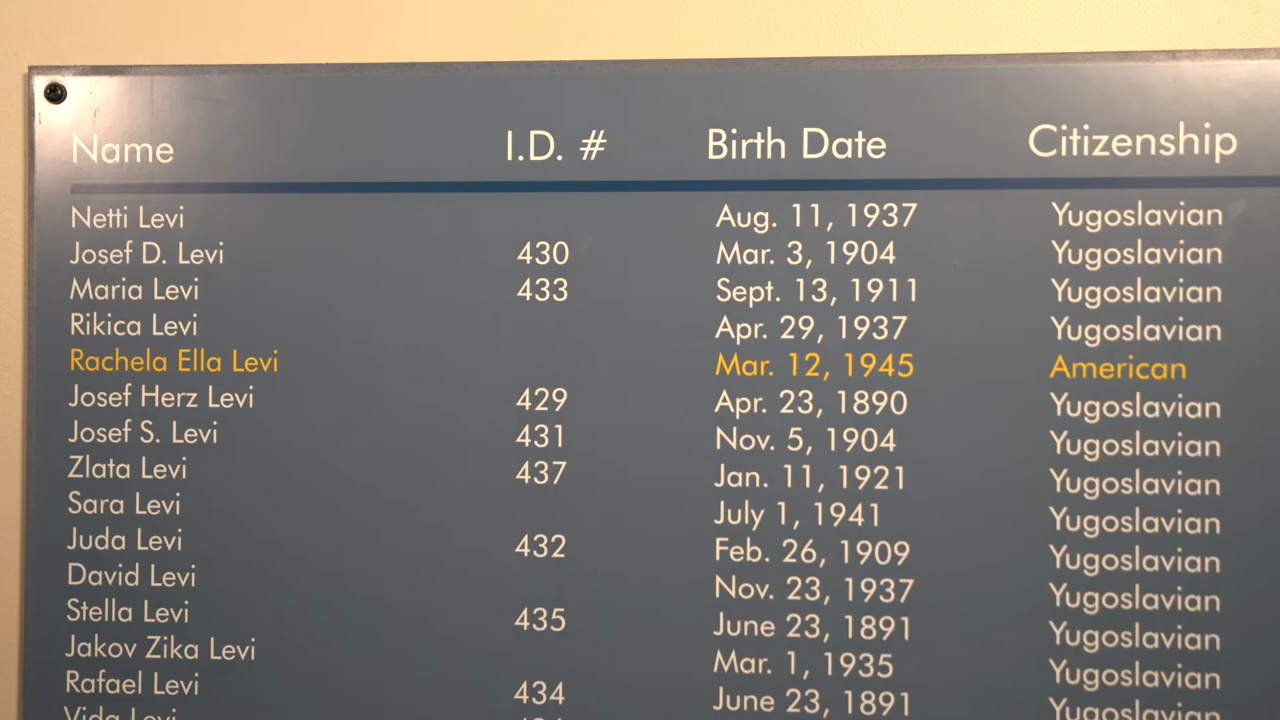 Name I.D. # Birth Date Citizenship
Netti Levi Aug. 11, 1937 Yugoslavian
Josef D. Levi 430 Mar. 3, 1904 Yugoslavian
Maria Levi 433 Sept. 13, 1911 Yugoslavian
Rikica Levi Apr. 29, 1937 Yugoslavian
Rachela Ella Levi Mar. 12, 1945 American
Josef Herz Levi 429 Apr. 23, 1890 Yugoslavian
Josef S. Levi 431 Nov. 5, 1904 Yugoslavian
Zlata Levi 437 Jan. 11, 1921 Yugoslavian
Sara Levi July 1, 1941 Yugoslavian
Juda Levi 432 Feb. 26, 1909 Yugoslavian
David Levi Nov. 23, 1937 Yugoslavian
Stella Levi 435 June 23, 1891 Yugoslavian
Jakov Zika Levi Mar. 1, 1935 Yugoslavian
Rafael Levi 434 June 23, 1891 Yugoslavian
Vida Levi